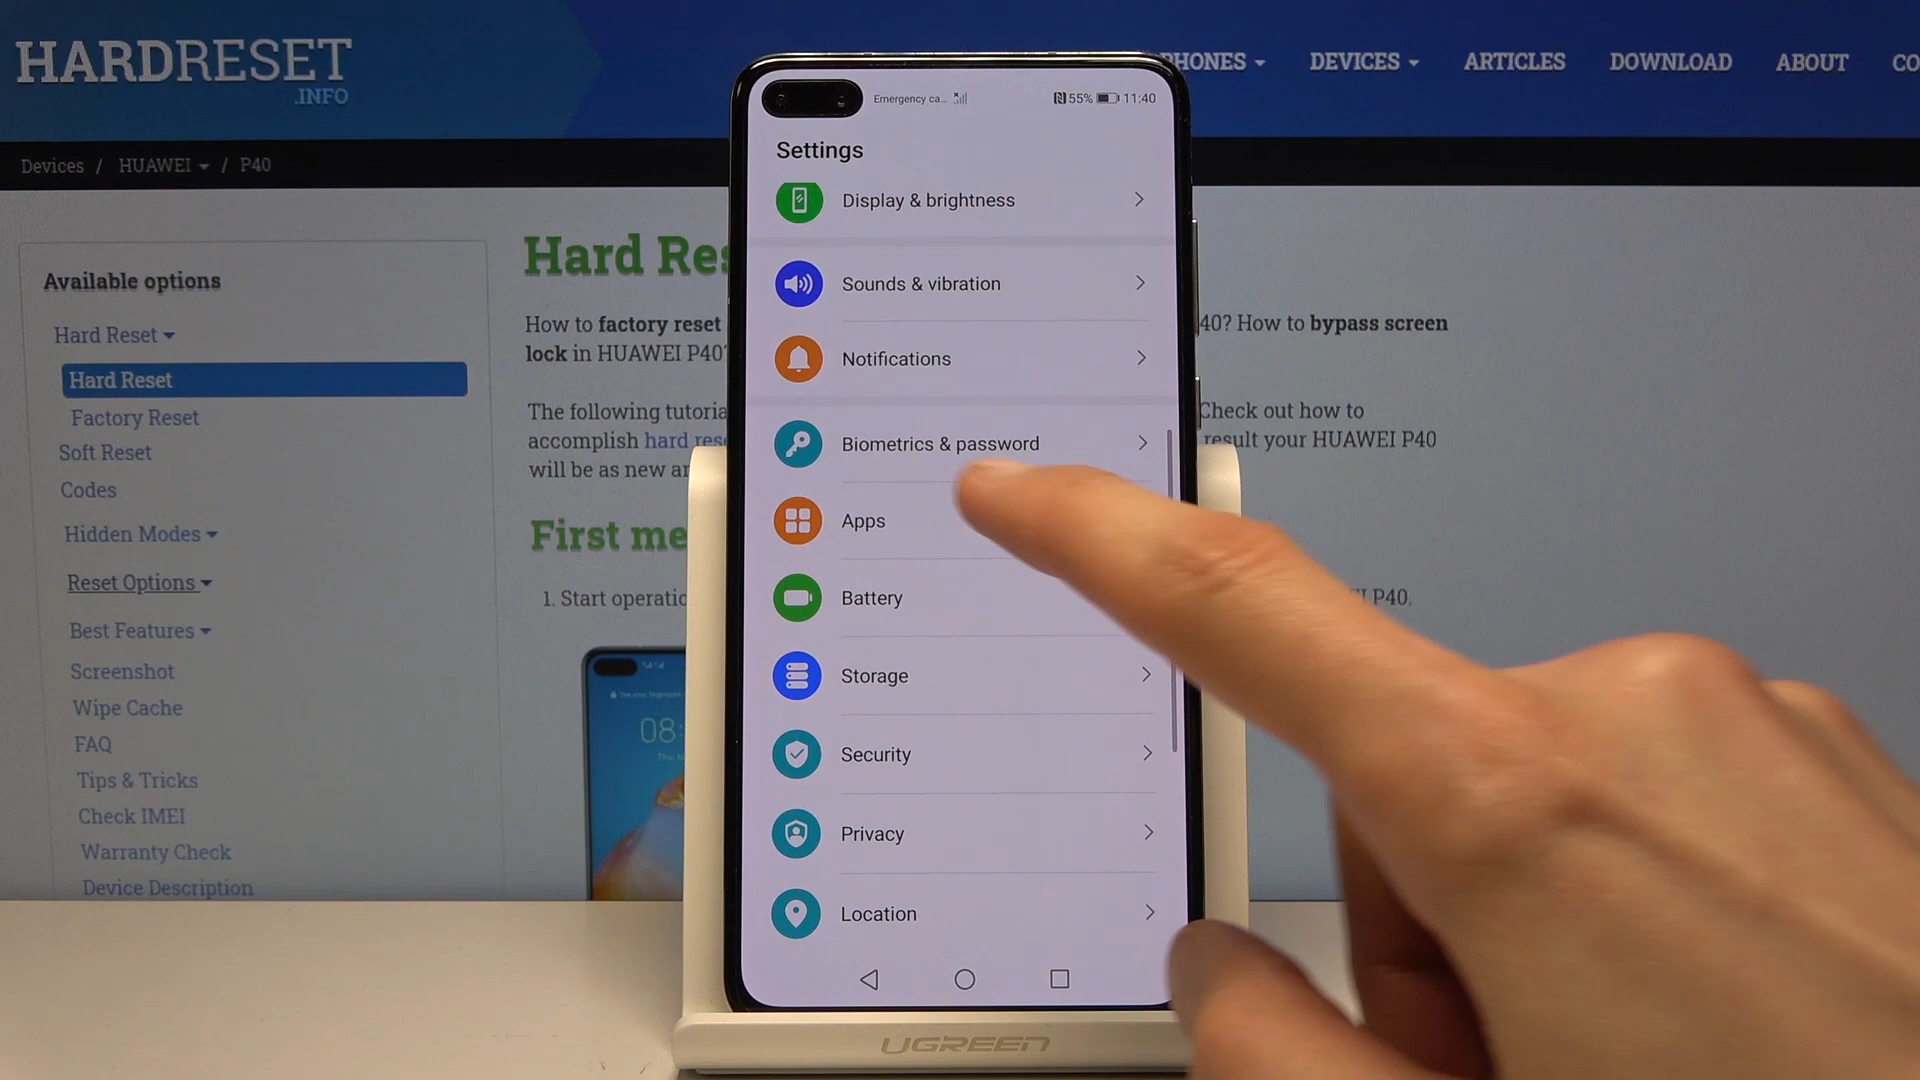 HARDRESET
.INFO
PHONES
DEVICES
ARTICLES
DOWNLOAD
ABOUT
CO
Devices / HUAWEI / P40
Available options
Hard Reset
Hard Reset
Factory Reset
Soft Reset
Codes
Hidden Modes
Reset Options
Best Features
Screenshot
Wipe Cache
FAQ
Tips & Tricks
Check IMEI
Warranty Check
Device Description
Hard Res
How to factory reset
40? How to bypass screen
lock in HUAWEI P40?
The following tutoria
Check out how to
accomplish hard rese
result your HUAWEI P40
will be as new an
First me
1. Start operatio
P40.
08:
Emergency ca...
55%
11:40
Settings
Display & brightness
Sounds & vibration
Notifications
Biometrics & password
Apps
Battery
Storage
Security
Privacy
Location
UGREEN